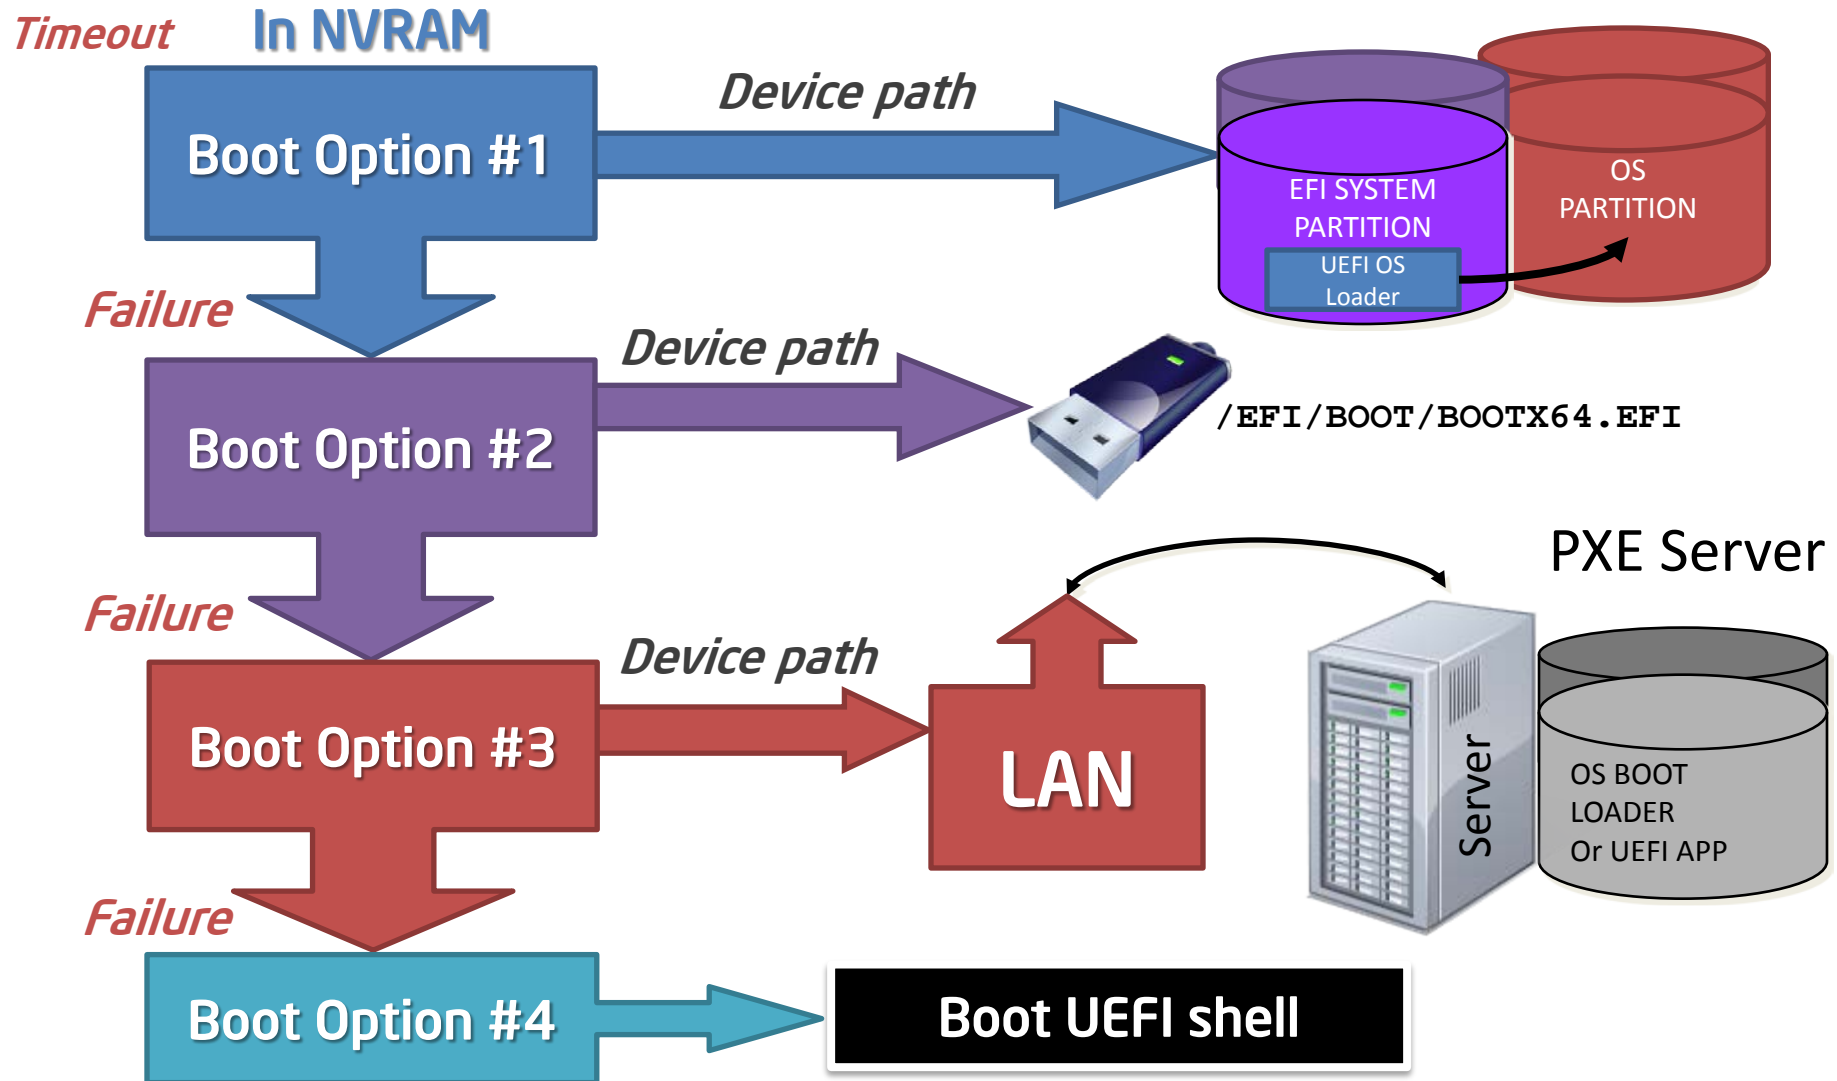 Timeout
In NVRAM
Boot Option #1
Device path
EFI SYSTEM
PARTITION
UEFI OS
Loader
OS
PARTITION
Failure
Boot Option #2
Device path
/EFI/BOOT/BOOTX64.EFI
Failure
Boot Option #3
Device path
LAN
PXE Server
Server
OS BOOT
LOADER
Or UEFI APP
Failure
Boot Option #4
Boot UEFI shell